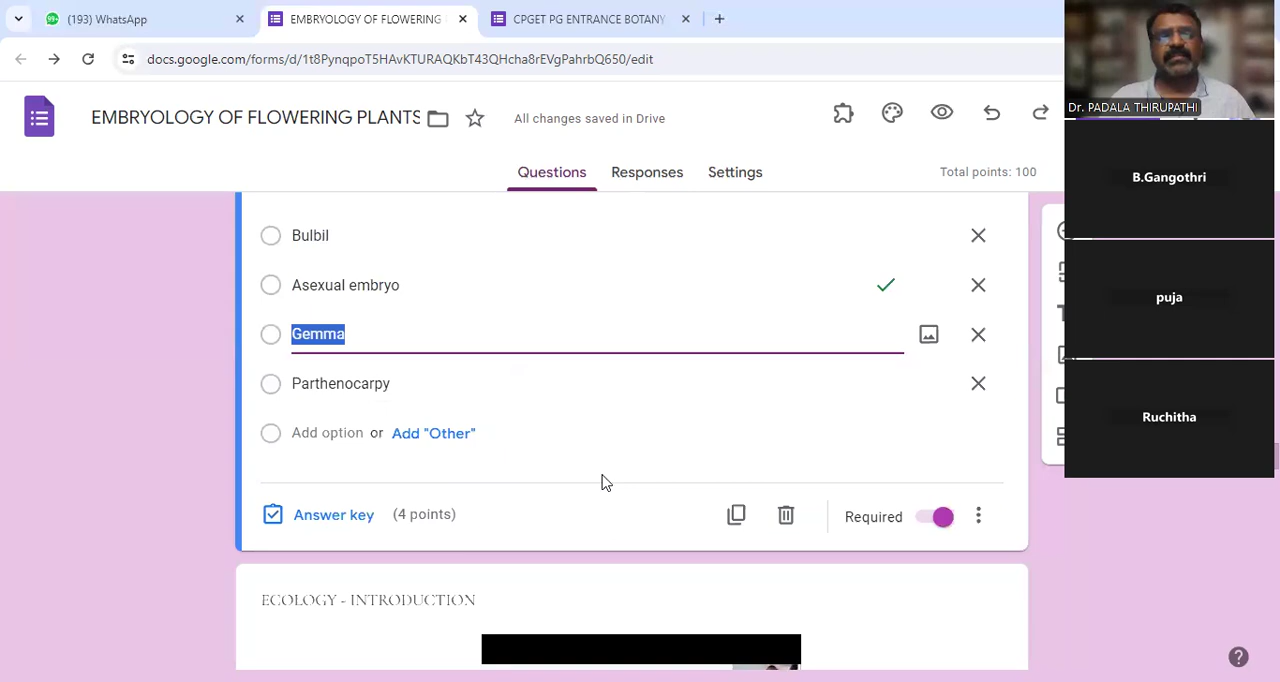 (193) WhatsApp
EMBRYOLOGY OF FLOWERING
CPGET PG ENTRANCE BOTANY
docs.google.com/forms/d/1t8PynqpoT5HAvKTURAQKbT43QHcha8rEVgPahrbQ650/edit
Dr. PADALA THIRUPATHI
EMBRYOLOGY OF FLOWERING PLANTS
All changes saved in Drive
Questions
Responses
Settings
Total points: 100
B.Gangothri
Bulbil
Asexual embryo
puja
Gemma
Parthenocarpy
Ruchitha
Add option or Add "Other"
Answer key (4 points)
Required
ECOLOGY - INTRODUCTION